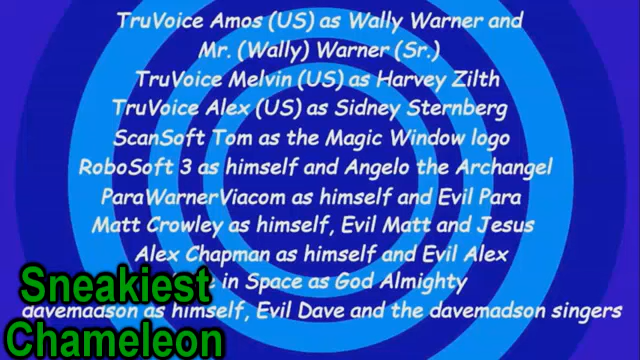 TruVoice Amos (US) as Wally Warner and
Mr. (Wally) Warner (Sr.)
TruVoice Melvin (US) as Harvey Zilth
TruVoice Alex (US) as Sidney Sternberg
ScanSoft Tom as the Magic Window logo
RoboSoft 3 as himself and Angelo the Archangel
ParaWarnerViacom as himself and Evil Para
Matt Crowley as himself, Evil Matt and Jesus
Alex Chapman as himself and Evil Alex
in Space as God Almighty
davemadson as himself, Evil Dave and the davemadson singers
Sneakiest
Chameleon